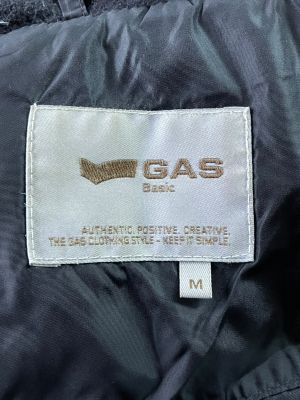 GAS
Basic
AUTHENTIC. POSITIVE. CREATIVE.
THE GAS CLOTHING STYLE - KEEP IT SIMPLE.
M